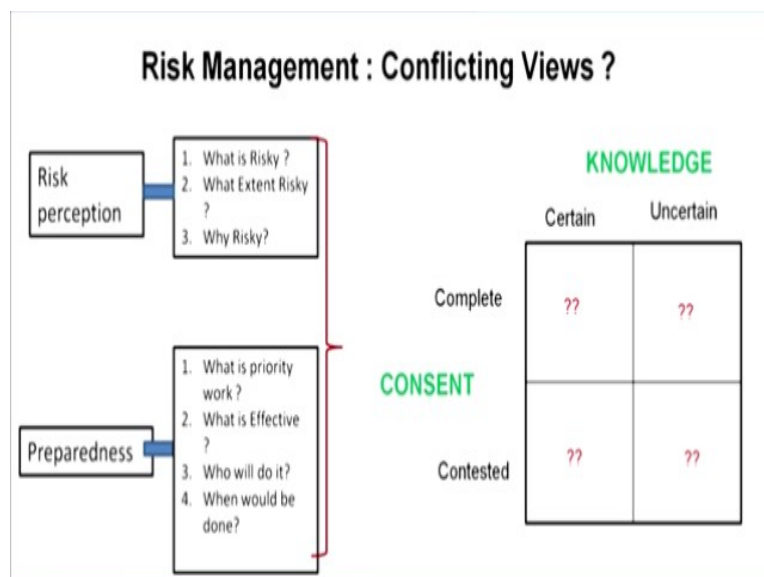 Risk Management : Conflicting Views ?
Risk
perception
1. What is Risky ?
2. What Extent Risky
?
3. Why Risky?
Preparedness
1. What is priority
work ?
2. What is Effective
?
3. Who will do it?
4. When would be
done?
KNOWLEDGE
Certain
Uncertain
Complete
??
??
CONSENT
Contested
??
??